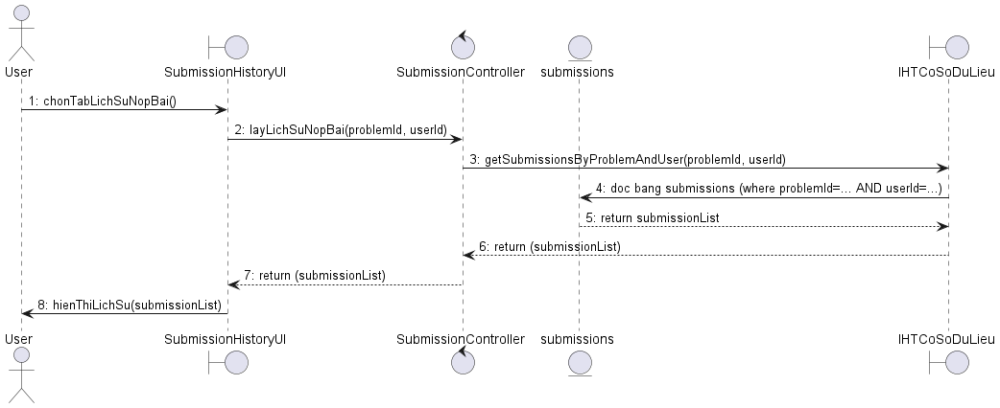 User
SubmissionHistoryUI
SubmissionController
submissions
IHTCoSoDuLieu
1: chonTabLichSuNopBai()
2: layLichSuNopBai(problemId, userId)
3: getSubmissionsByProblemAndUser(problemId, userId)
4: doc bang submissions (where problemId=... AND userId=...)
5: return submissionList
6: return (submissionList)
7: return (submissionList)
8: hienThiLichSu(submissionList)
User
SubmissionHistoryUI
SubmissionController
submissions
IHTCoSoDuLieu